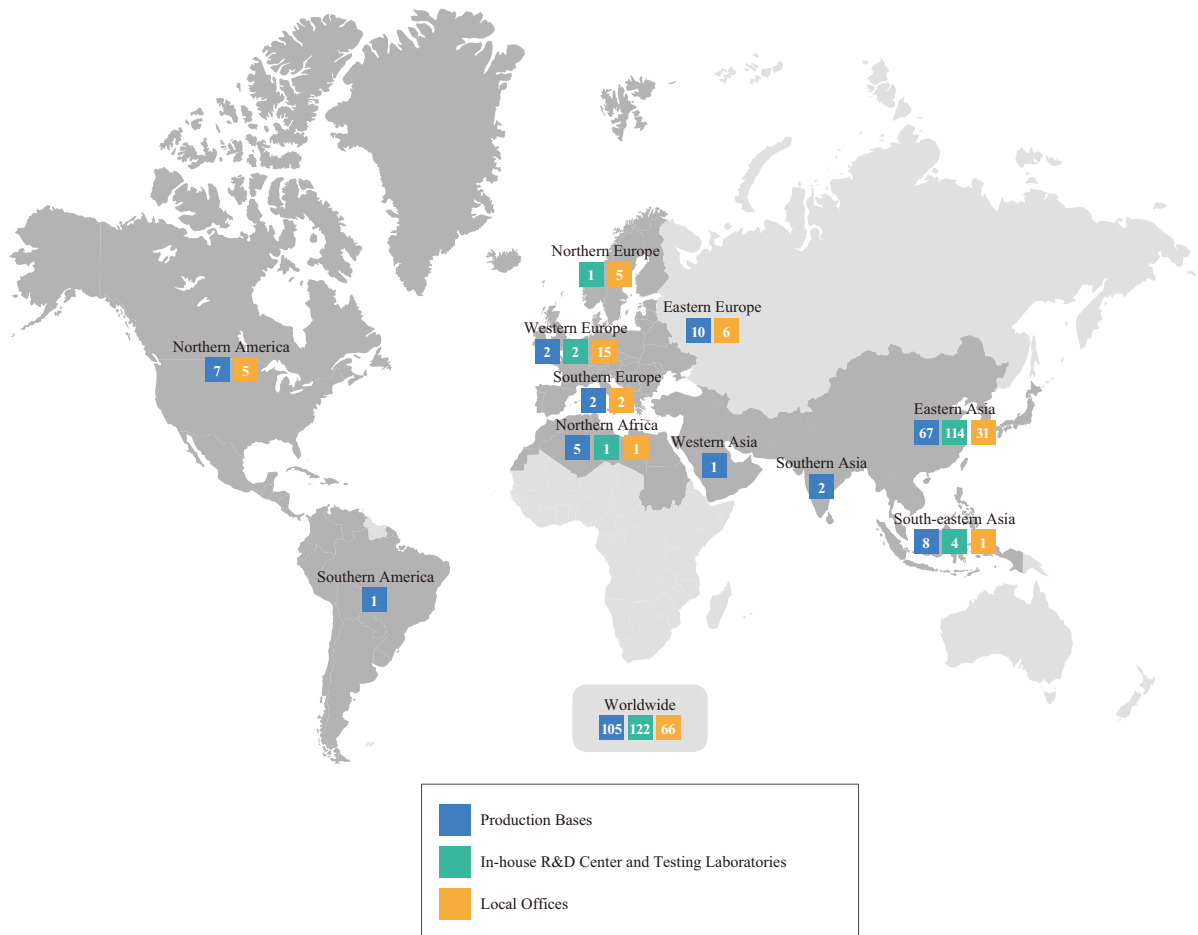 Northern Europe
1 5
Eastern Europe
10 6
Western Europe
2 2 15
Northern America
7 5
Southern Europe
2 2
Eastern Asia
67 114 31
Northern Africa
5 1 1
Western Asia
1
Southern Asia
2
South-eastern Asia
8 4 1
Southern America
1
Worldwide
105 122 66
Production Bases
In-house R&D Center and Testing Laboratories
Local Offices